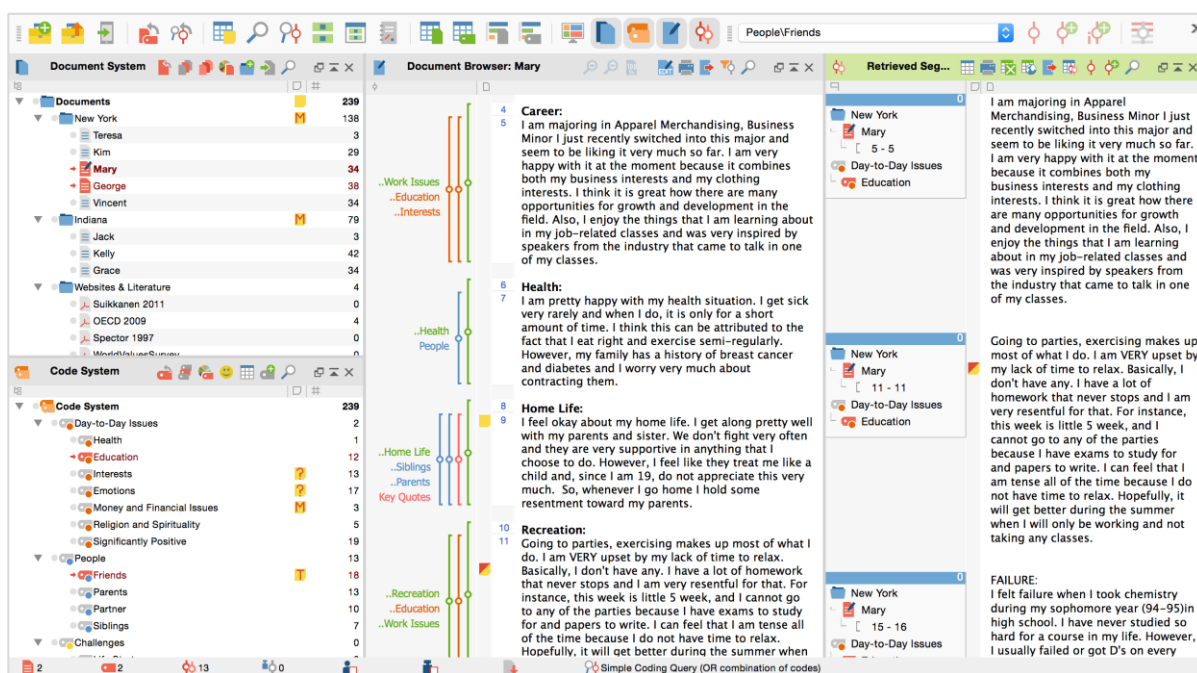 People\Friends
Document System
Documents 239
New York 138
Teresa 3
Kim 29
Mary 34
George 38
Vincent 34
Indiana 79
Jack 3
Kelly 42
Grace 34
Websites & Literature 4
Suikkanen 2011 0
OECD 2009 4
Spector 1997 0
WorldValuesSurvey 0
Code System
Code System 239
Day-to-Day Issues 2
Health 1
Education 12
Interests 13
Emotions 17
Money and Financial Issues 3
Religion and Spirituality 5
Significantly Positive 19
People 13
Friends 18
Parents 13
Partner 10
Siblings 7
Challenges 0
Document Browser: Mary
..Work Issues
..Education
..Interests
4 Career:
5 I am majoring in Apparel Merchandising, Business
Minor I just recently switched into this major and
seem to be liking it very much so far. I am very
happy with it at the moment because it combines
both my business interests and my clothing
interests. I think it is great how there are many
opportunities for growth and development in the
field. Also, I enjoy the things that I am learning about
in my job-related classes and was very inspired by
speakers from the industry that came to talk in one
of my classes.
..Health
People
6 Health:
7 I am pretty happy with my health situation. I get sick
very rarely and when I do, it is only for a short
amount of time. I think this can be attributed to the
fact that I eat right and exercise semi-regularly.
However, my family has a history of breast cancer
and diabetes and I worry very much about
contracting them.
..Home Life
..Siblings
..Parents
Key Quotes
8 Home Life:
9 I feel okay about my home life. I get along pretty well
with my parents and sister. We don't fight very often
and they are very supportive in anything that I
choose to do. However, I feel like they treat me like a
child and, since I am 19, do not appreciate this very
much. So, whenever I go home I hold some
resentment toward my parents.
..Recreation
..Education
..Work Issues
10 Recreation:
11 Going to parties, exercising makes up most of what I
do. I am VERY upset by my lack of time to relax.
Basically, I don't have any. I have a lot of homework
that never stops and I am very resentful for that. For
instance, this week is little 5 week, and I cannot go
to any of the parties because I have exams to study
for and papers to write. I can feel that I am tense all
of the time because I do not have time to relax.
Hopefully, it will get better during the summer when
Retrieved Seg...
0
New York
Mary
5 - 5
Day-to-Day Issues
Education
I am majoring in Apparel
Merchandising, Business Minor I just
recently switched into this major and
seem to be liking it very much so far.
I am very happy with it at the moment
because it combines both my
business interests and my clothing
interests. I think it is great how there
are many opportunities for growth
and development in the field. Also, I
enjoy the things that I am learning
about in my job-related classes and
was very inspired by speakers from
the industry that came to talk in one
of my classes.
0
New York
Mary
11 - 11
Day-to-Day Issues
Education
Going to parties, exercising makes up
most of what I do. I am VERY upset by
my lack of time to relax. Basically, I
don't have any. I have a lot of
homework that never stops and I am
very resentful for that. For instance,
this week is little 5 week, and I
cannot go to any of the parties
because I have exams to study for
and papers to write. I can feel that I
am tense all of the time because I do
not have time to relax. Hopefully, it
will get better during the summer
when I will only be working and not
taking any classes.
0
New York
Mary
15 - 16
Day-to-Day Issues
Education
FAILURE:
I felt failure when I took chemistry
during my sophomore year (94-95)in
high school. I have never studied so
hard for a course in my life. However,
I usually failed or got D's on every
2
2
13
0
Simple Coding Query (OR combination of codes)